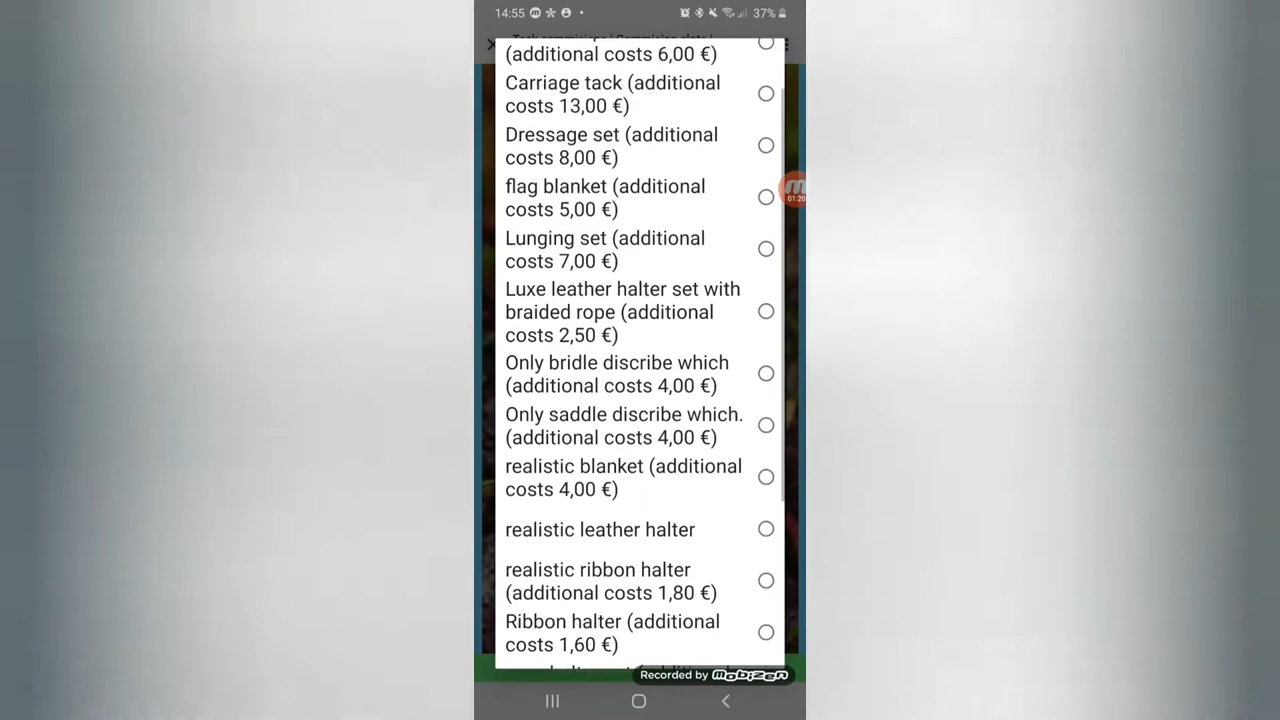 14:55
37%
(additional costs 6,00 €)
Carriage tack (additional
costs 13,00 €)
Dressage set (additional
costs 8,00 €)
flag blanket (additional
costs 5,00 €)
01:20
Lunging set (additional
costs 7,00 €)
Luxe leather halter set with
braided rope (additional
costs 2,50 €)
Only bridle discribe which
(additional costs 4,00 €)
Only saddle discribe which.
(additional costs 4,00 €)
realistic blanket (additional
costs 4,00 €)
realistic leather halter
realistic ribbon halter
(additional costs 1,80 €)
Ribbon halter (additional
costs 1,60 €)
Recorded by mobizen